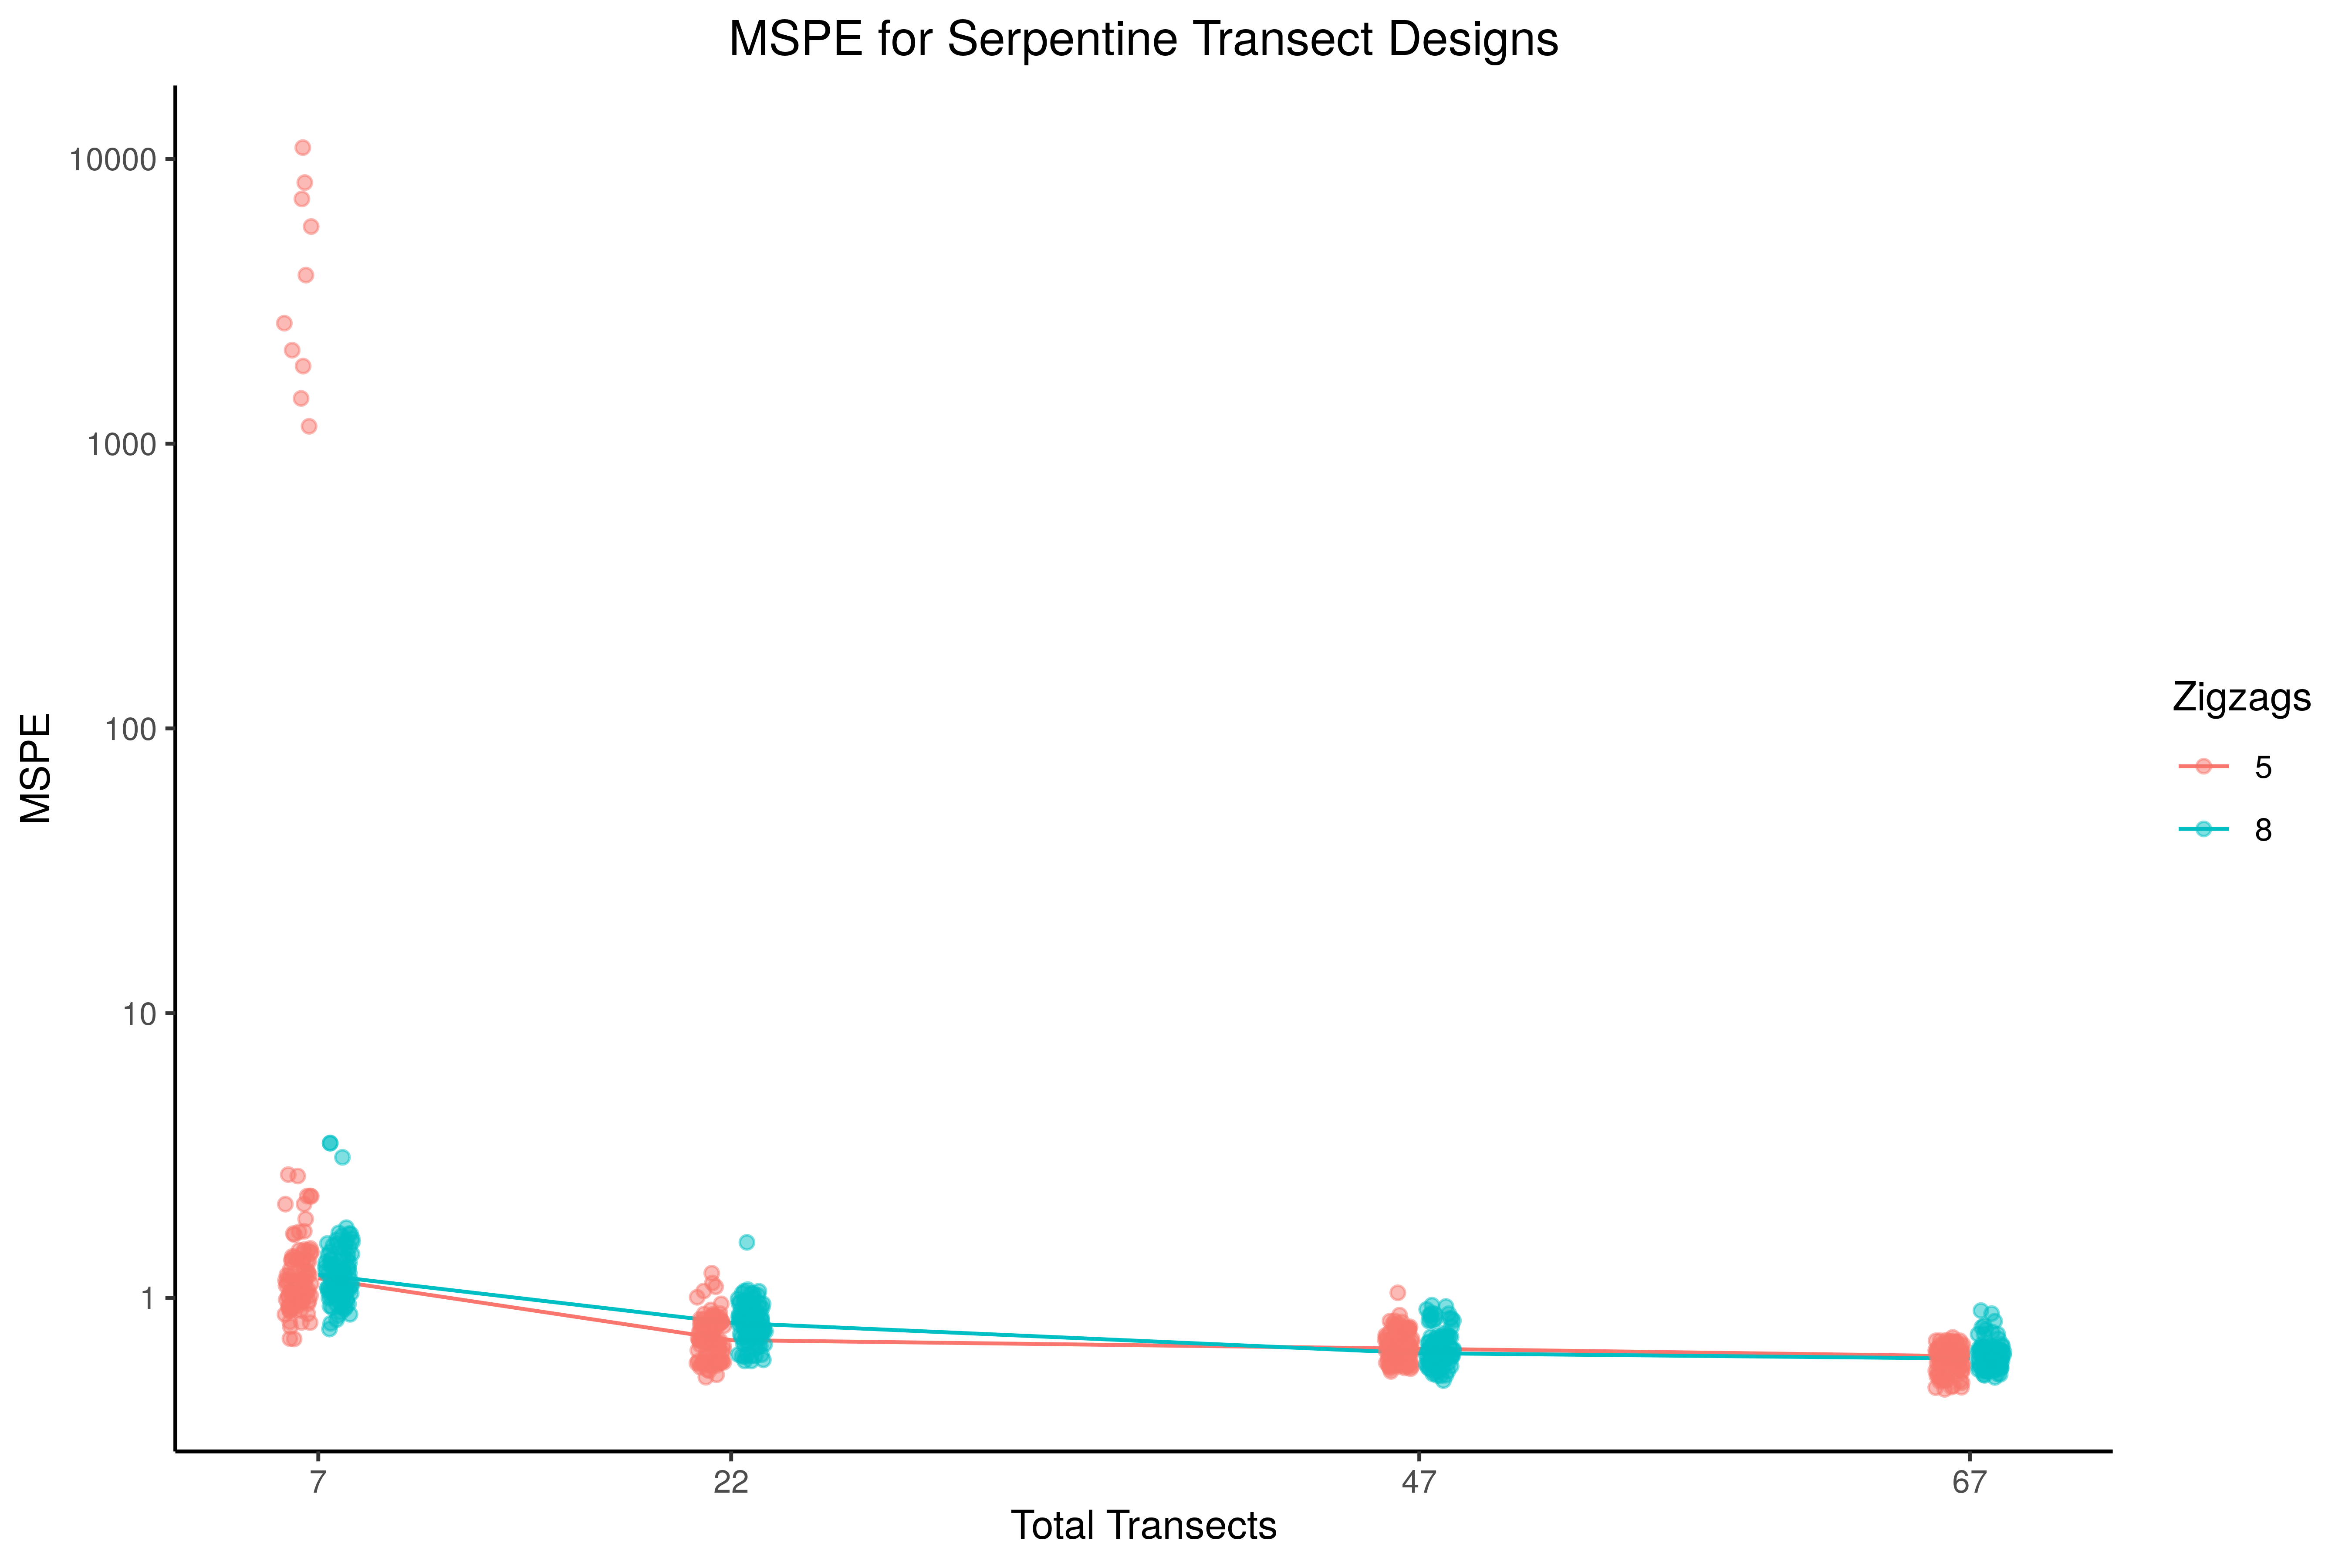 MSPE for Serpentine Transect Designs
MSPE
10000
1000
100
10
1
7
22
47
67
Total Transects
Zigzags
5
8